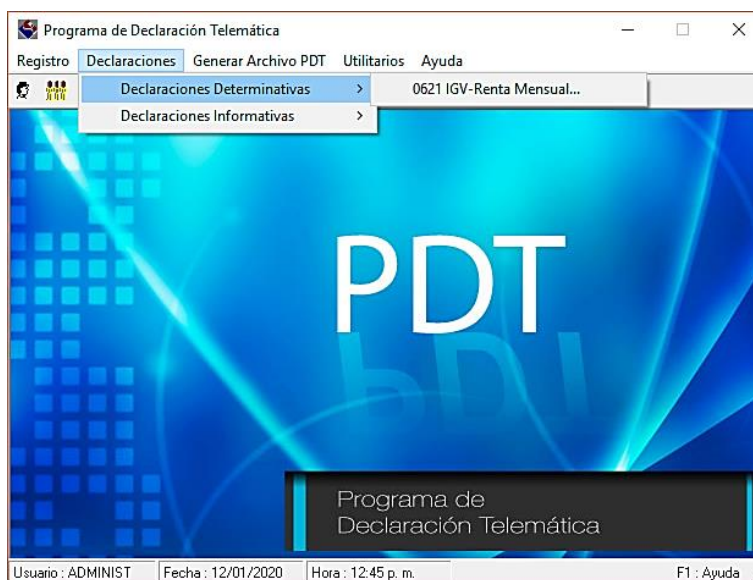 Programa de Declaración Telemática
Registro Declaraciones Generar Archivo PDT Utilitarios Ayuda
Declaraciones Determinativas > 0621 IGV-Renta Mensual...
Declaraciones Informativas >
PDT
Programa de
Declaración Telemática
Usuario : ADMINIST Fecha : 12/01/2020 Hora : 12:45 p. m. F1 : Ayuda